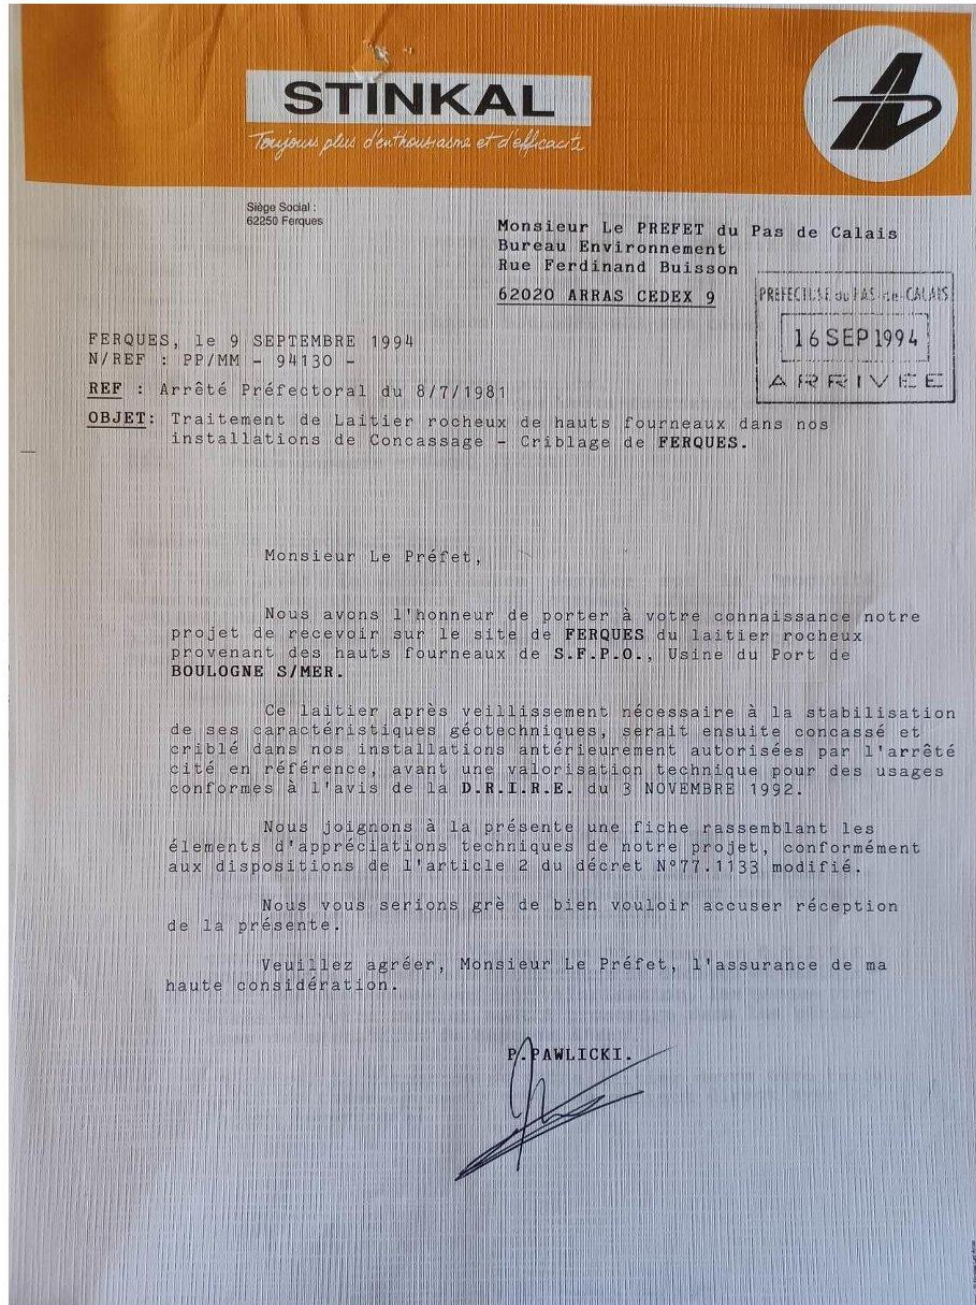 STINKAL
Toujours plus d'enthousiasme et d'efficacité
Siège Social :
62250 Ferques
Monsieur Le PREFET du Pas de Calais
Bureau Environnement
Rue Ferdinand Buisson
62020 ARRAS CEDEX 9
PREFECTURE du PAS-de-CALAIS
16 SEP 1994
ARRIVEE
FERQUES, le 9 SEPTEMBRE 1994
N/REF : PP/MM - 94130 -
REF : Arrêté Préfectoral du 8/7/1981
OBJET: Traitement de Laitier rocheux de hauts fourneaux dans nos
installations de Concassage - Criblage de FERQUES.
Monsieur Le Préfet,
Nous avons l'honneur de porter à votre connaissance notre
projet de recevoir sur le site de FERQUES du laitier rocheux
provenant des hauts fourneaux de S.F.P.O., Usine du Port de
BOULOGNE S/MER.
Ce laitier après veillissement nécessaire à la stabilisation
de ses caractéristiques géotechniques, serait ensuite concassé et
criblé dans nos installations antérieurement autorisées par l'arrêté
cité en référence, avant une valorisation technique pour des usages
conformes à l'avis de la D.R.I.R.E. du 3 NOVEMBRE 1992.
Nous joignons à la présente une fiche rassemblant les
élements d'appréciations techniques de notre projet, conformément
aux dispositions de l'article 2 du décret N°77.1133 modifié.
Nous vous serions grè de bien vouloir accuser réception
de la présente.
Veuillez agréer, Monsieur Le Préfet, l'assurance de ma
haute considération.
P.PAWLICKI.